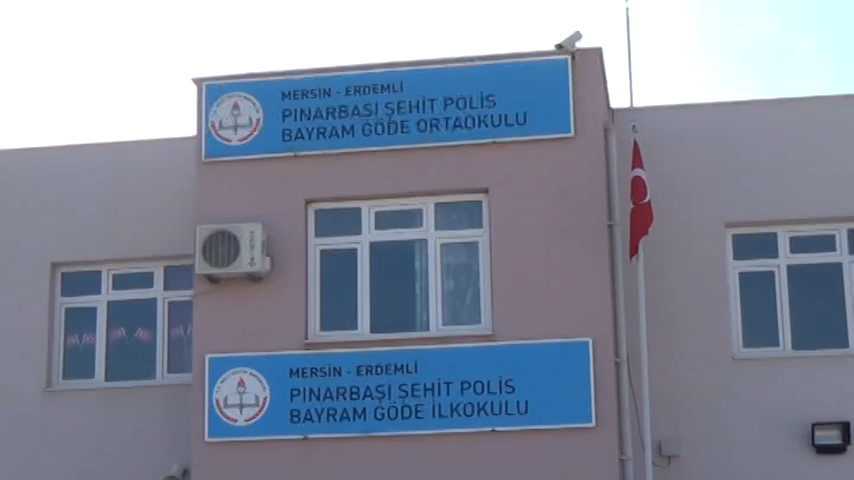 MERSİN - ERDEMLİ
PINARBAŞI ŞEHİT POLİS
BAYRAM GÖDE ORTAOKULU
MERSİN - ERDEMLİ
PINARBAŞI ŞEHİT POLİS
BAYRAM GÖDE İLKOKULU